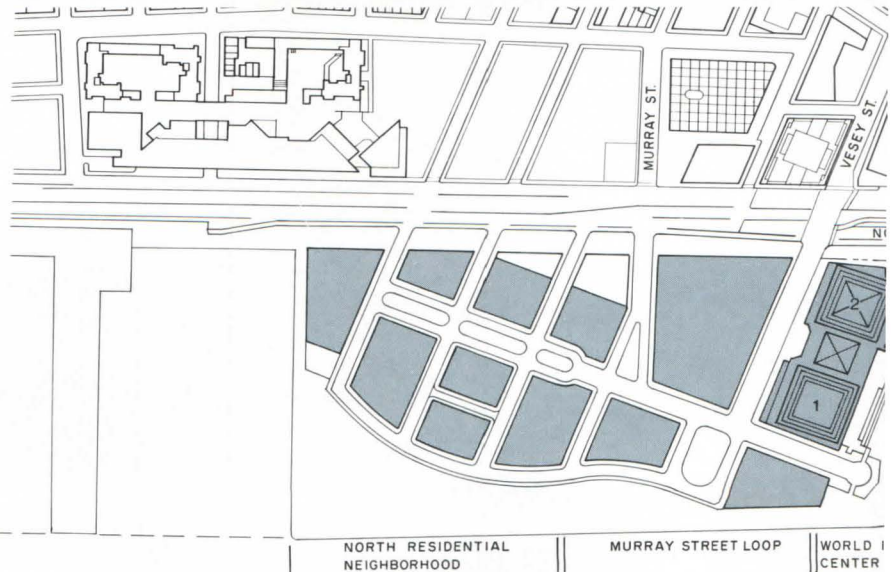 MURRAY ST.
VESEY ST.
2
1
NORTH RESIDENTIAL
NEIGHBORHOOD
MURRAY STREET LOOP
WORLD
CENTER